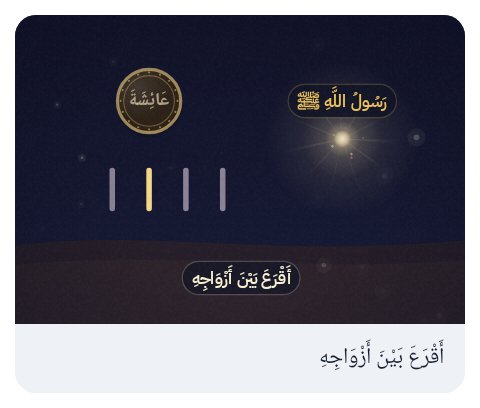 رَسُولُ اللَّهِ ﷺ
عَائِشَةَ
أَقْرَعَ بَيْنَ أَزْوَاجِهِ
أَقْرَعَ بَيْنَ أَزْوَاجِهِ